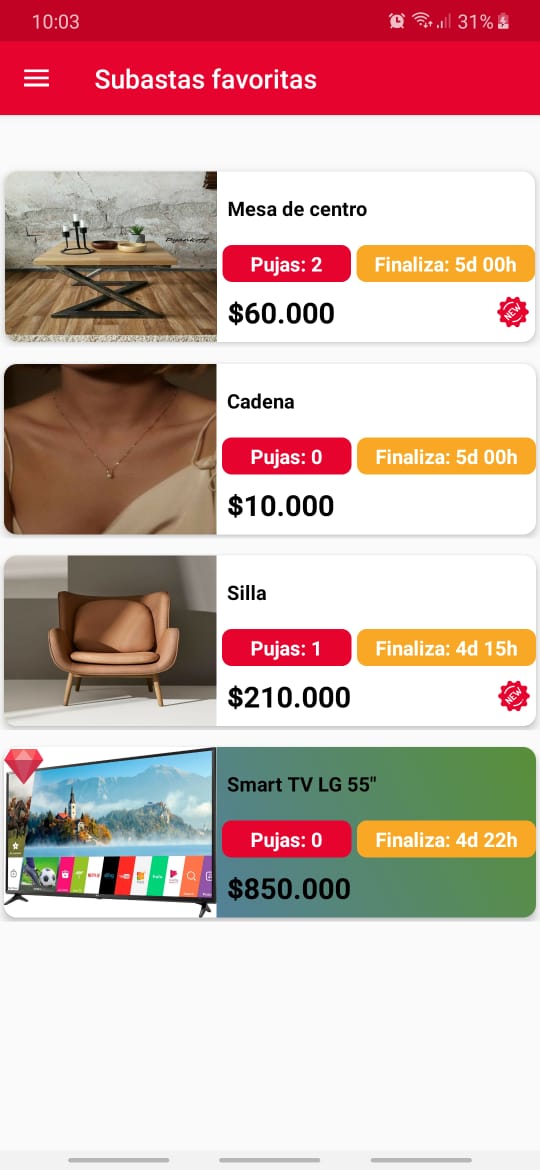 10:03
31%
Subastas favoritas
Mesa de centro
Pujas: 2
Finaliza: 5d 00h
$60.000
NEW
Cadena
Pujas: 0
Finaliza: 5d 00h
$10.000
Silla
Pujas: 1
Finaliza: 4d 15h
$210.000
NEW
Smart TV LG 55"
Pujas: 0
Finaliza: 4d 22h
$850.000